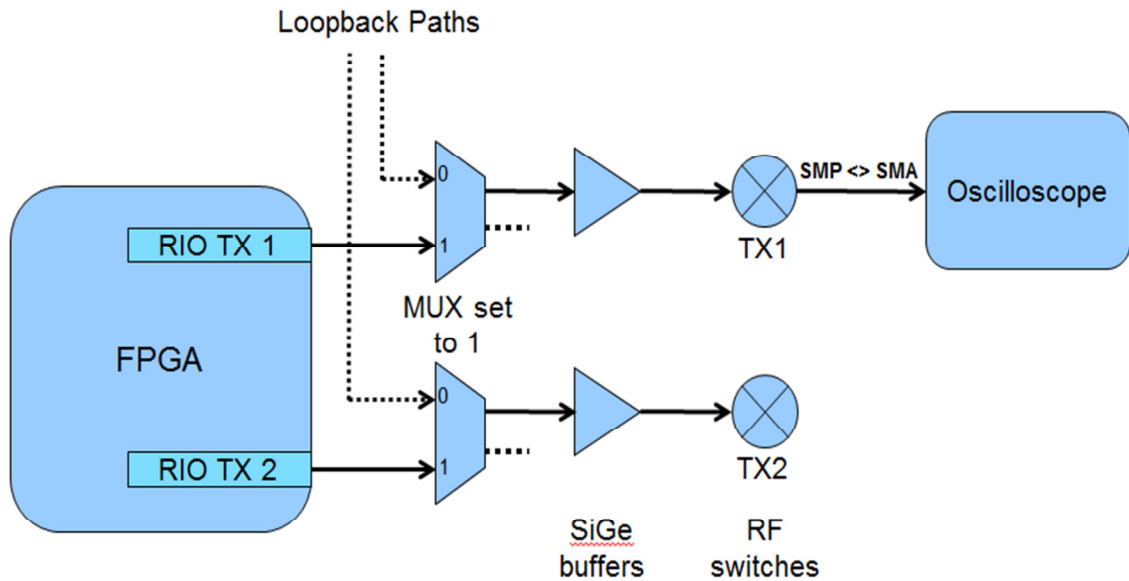 Loopback Paths
0
SMP <> SMA
Oscilloscope
RIO TX 1
1
TX1
MUX set
to 1
FPGA
0
RIO TX 2
1
TX2
SiGe
buffers
RF
switches